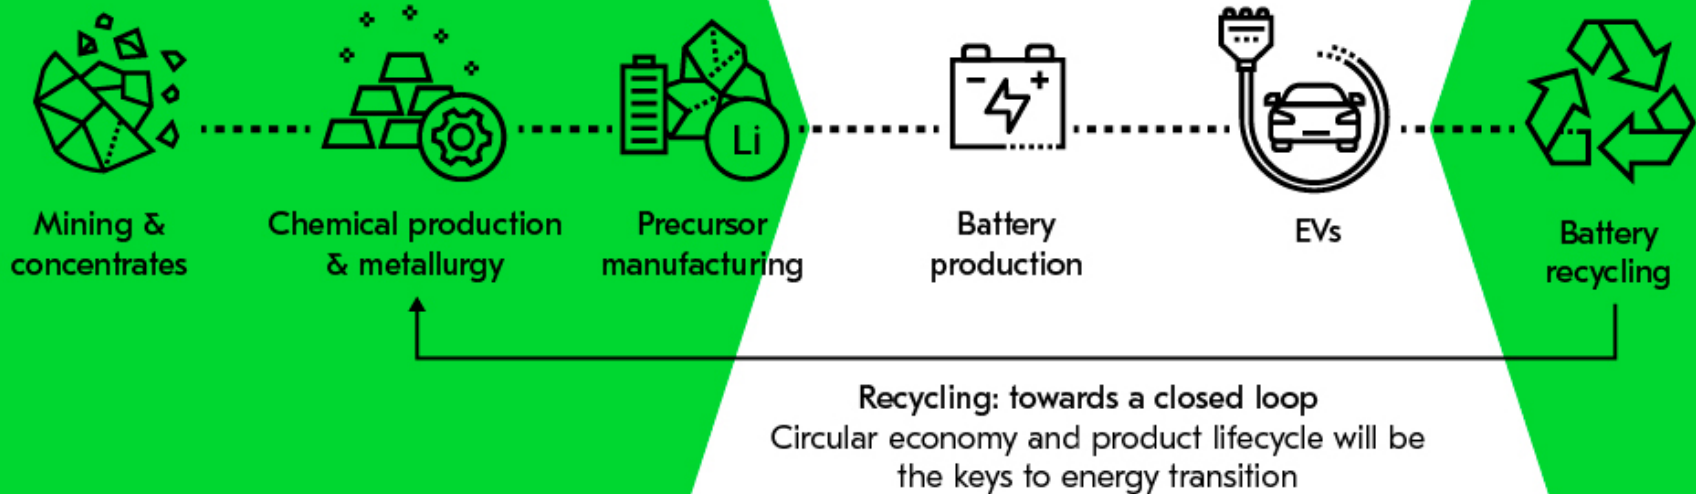 Li
Mining &
concentrates
Chemical production
& metallurgy
Precursor
manufacturing
Battery
production
EVs
Battery
recycling
Recycling: towards a closed loop
Circular economy and product lifecycle will be
the keys to energy transition